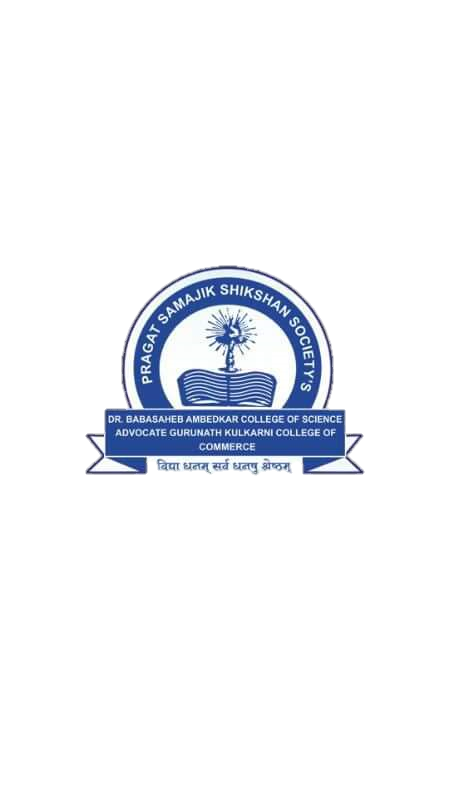 PRAGAT SAMAJIK SHIKSHAN SOCIETY'S
DR. BABASAHEB AMBEDKAR COLLEGE OF SCIENCE
ADVOCATE GURUNATH KULKARNI COLLEGE OF
COMMERCE
विद्या धनम् सर्व धनषु श्रेष्ठम्